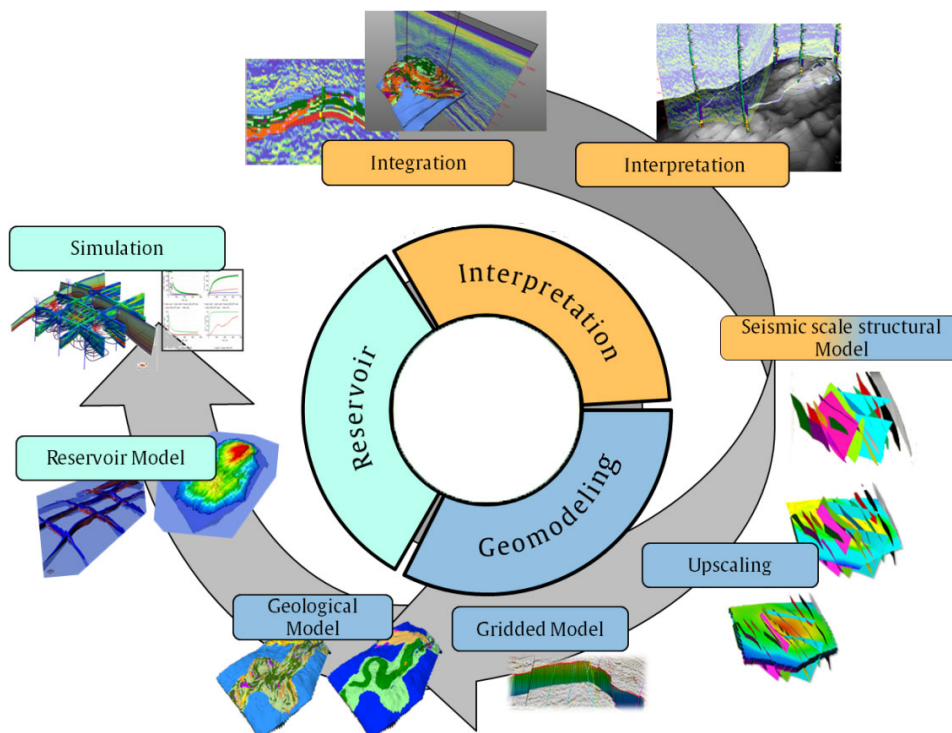 Integration
Interpretation
Simulation
Interpretation
Reservoir
Geomodeling
Seismic scale structural
Model
Reservoir Model
Upscaling
Geological
Model
Gridded Model